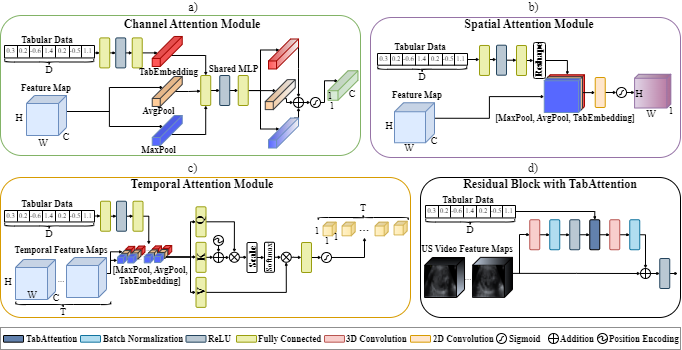 a)
Channel Attention Module
Tabular Data
0.3 0.2 -0.6 1.4 0.2 -0.5 1.1
D
TabEmbedding
Feature Map
Shared MLP
H
W
C
AvgPool
MaxPool
1
1
C
b)
Spatial Attention Module
Tabular Data
0.3 0.2 -0.6 1.4 0.2 -0.5 1.1
D
Reshape
Feature Map
H
W
C
[MaxPool, AvgPool, TabEmbedding]
H
W
1
c)
Temporal Attention Module
Tabular Data
0.3 0.2 -0.6 1.4 0.2 -0.5 1.1
D
Temporal Feature Maps
H
W
C
...
T
[MaxPool, AvgPool,
TabEmbedding]
Q
K
V
Scale
Softmax
T
1
1
1
...
d)
Residual Block with TabAttention
Tabular Data
0.3 0.2 -0.6 1.4 0.2 -0.5 1.1
D
US Video Feature Maps
...
TabAttention
Batch Normalization
ReLU
Fully Connected
3D Convolution
2D Convolution
Sigmoid
Addition
Position Encoding